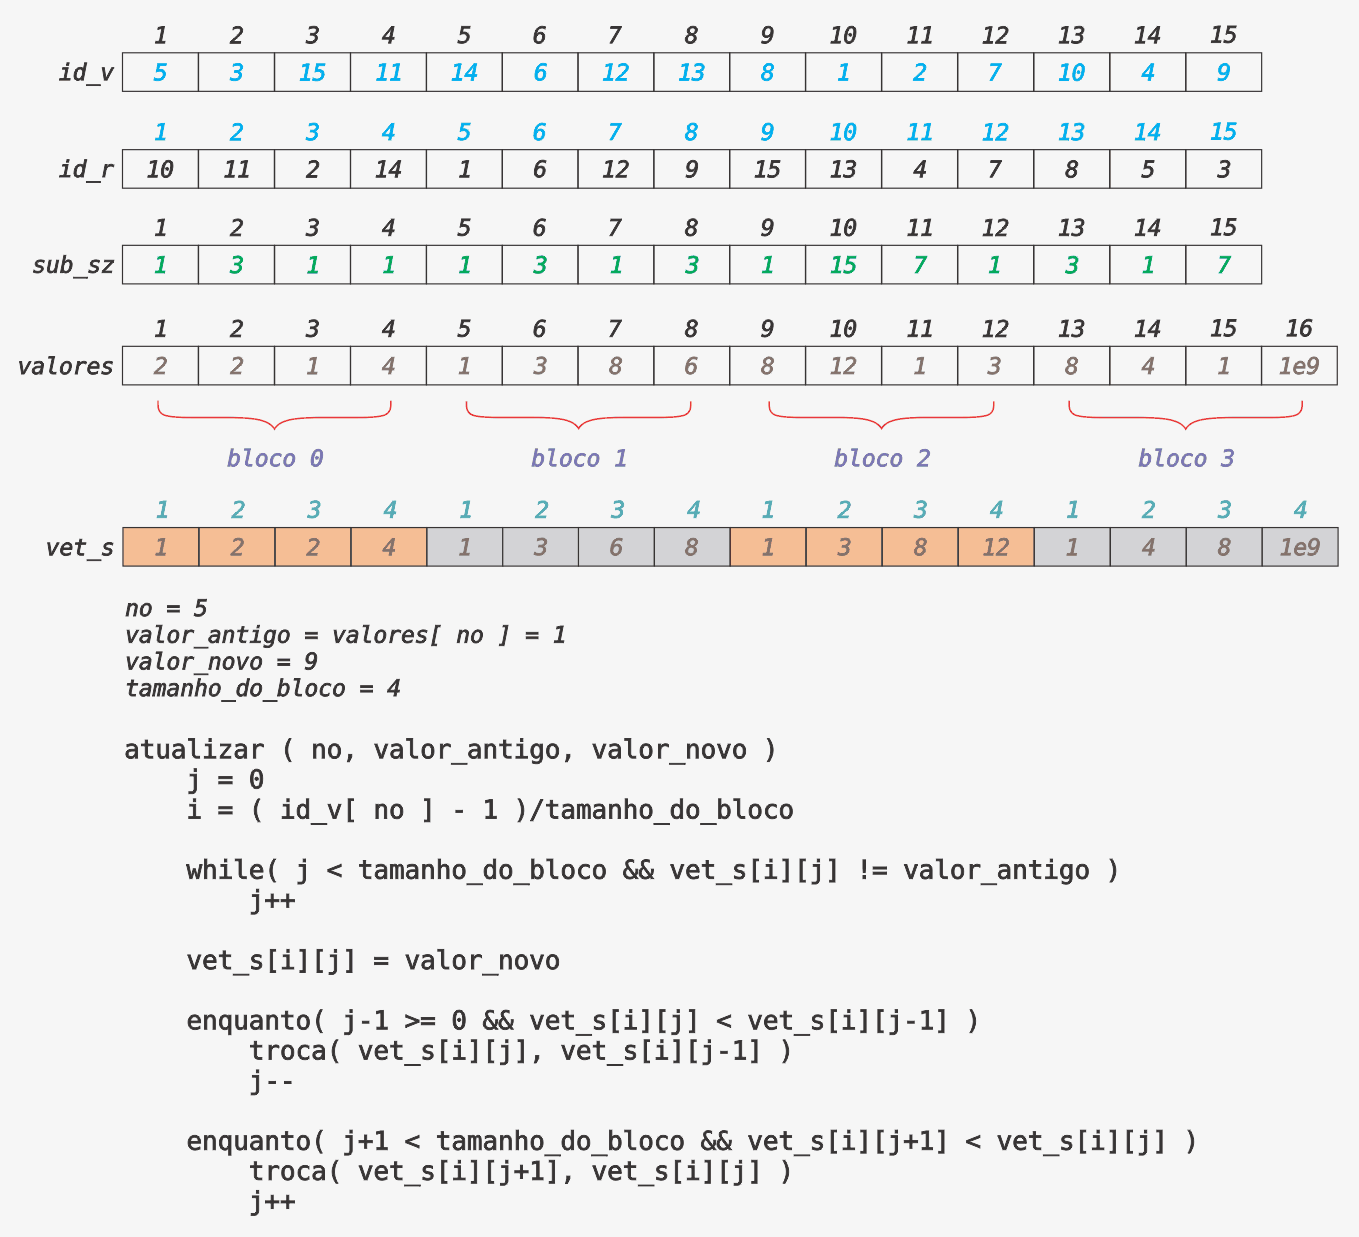 1 2 3 4 5 6 7 8 9 10 11 12 13 14 15
id_v 5 3 15 11 14 6 12 13 8 1 2 7 10 4 9
1 2 3 4 5 6 7 8 9 10 11 12 13 14 15
id_r 10 11 2 14 1 6 12 9 15 13 4 7 8 5 3
1 2 3 4 5 6 7 8 9 10 11 12 13 14 15
sub_sz 1 3 1 1 1 3 1 3 1 15 7 1 3 1 7
1 2 3 4 5 6 7 8 9 10 11 12 13 14 15 16
valores 2 2 1 4 1 3 8 6 8 12 1 3 8 4 1 1e9
bloco 0 bloco 1 bloco 2 bloco 3
1 2 3 4 1 2 3 4 1 2 3 4 1 2 3 4
vet_s 1 2 2 4 1 3 6 8 1 3 8 12 1 4 8 1e9
no = 5
valor_antigo = valores[ no ] = 1
valor_novo = 9
tamanho_do_bloco = 4
atualizar ( no, valor_antigo, valor_novo )
j = 0
i = ( id_v[ no ] - 1 )/tamanho_do_bloco
while( j < tamanho_do_bloco && vet_s[i][j] != valor_antigo )
j++
vet_s[i][j] = valor_novo
enquanto( j-1 >= 0 && vet_s[i][j] < vet_s[i][j-1] )
troca( vet_s[i][j], vet_s[i][j-1] )
j--
enquanto( j+1 < tamanho_do_bloco && vet_s[i][j+1] < vet_s[i][j] )
troca( vet_s[i][j+1], vet_s[i][j] )
j++